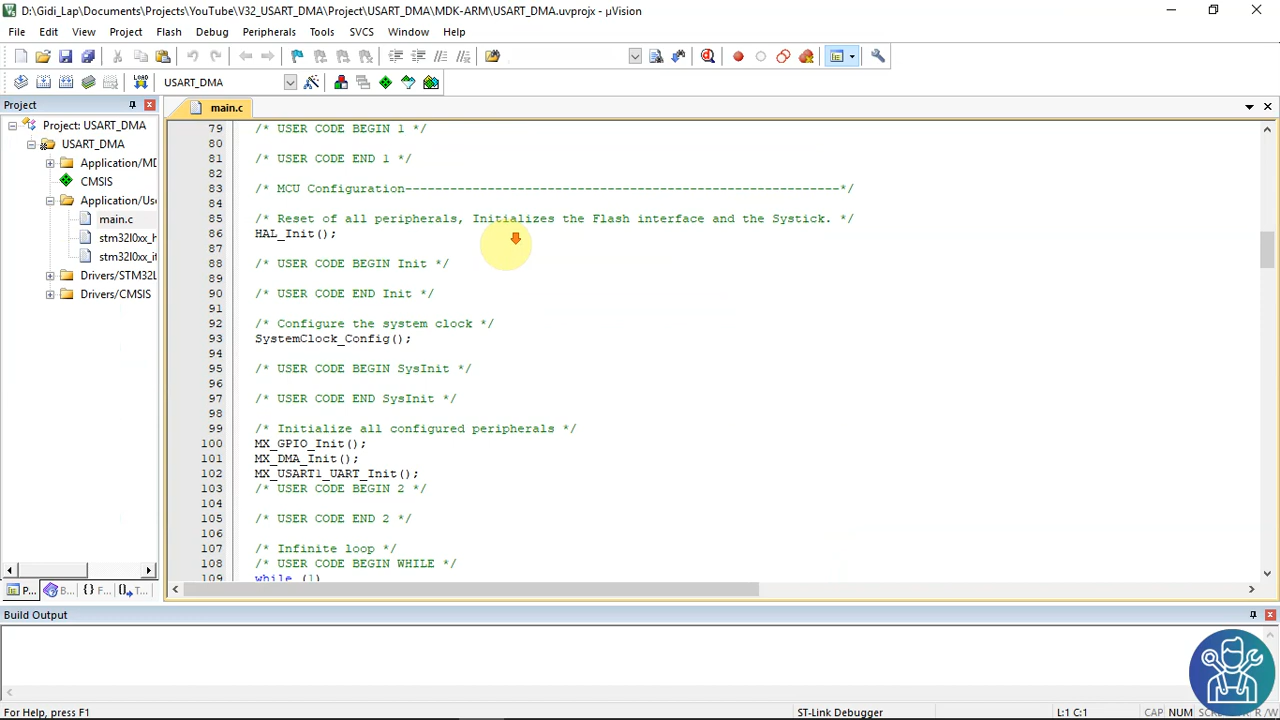 D:\Gidi_Lap\Documents\Projects\YouTube\V32_USART_DMA\Project\USART_DMA\MDK-ARM\USART_DMA.uvprojx - µVision
File Edit View Project Flash Debug Peripherals Tools SVCS Window Help
LOAD USART_DMA
Project
main.c
Project: USART_DMA
USART_DMA
Application/MD
CMSIS
Application/Use
main.c
stm32l0xx_h
stm32l0xx_it
Drivers/STM32L
Drivers/CMSIS
79 /* USER CODE BEGIN 1 */
80
81 /* USER CODE END 1 */
82
83 /* MCU Configuration----------------------------------------------------------*/
84
85 /* Reset of all peripherals, Initializes the Flash interface and the Systick. */
86 HAL_Init();
87
88 /* USER CODE BEGIN Init */
89
90 /* USER CODE END Init */
91
92 /* Configure the system clock */
93 SystemClock_Config();
94
95 /* USER CODE BEGIN SysInit */
96
97 /* USER CODE END SysInit */
98
99 /* Initialize all configured peripherals */
100 MX_GPIO_Init();
101 MX_DMA_Init();
102 MX_USART1_UART_Init();
103 /* USER CODE BEGIN 2 */
104
105 /* USER CODE END 2 */
106
107 /* Infinite loop */
108 /* USER CODE BEGIN WHILE */
109 while (1)
P... B... {} F... T...
Build Output
For Help, press F1 ST-Link Debugger L:1 C:1 CAP NUM R /W